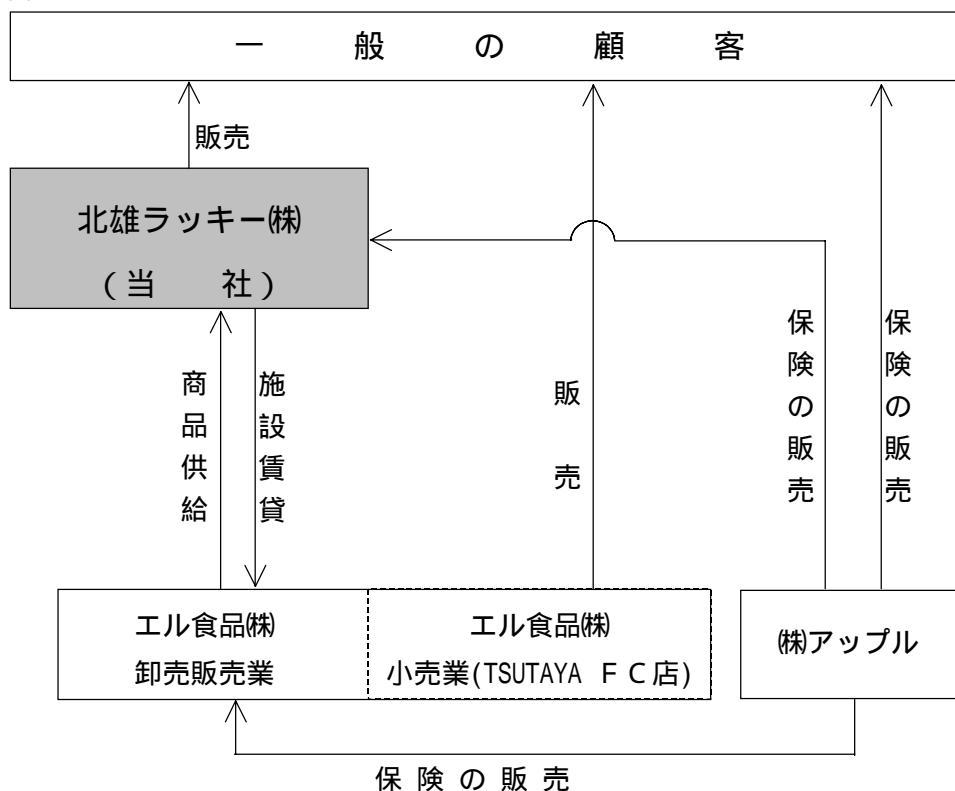 一般の顧客
販売
北雄ラッキー㈱
(当 社)
商品供給
施設賃貸
販売
保険の販売
保険の販売
エル食品㈱
卸売販売業
エル食品㈱
小売業(TSUTAYA FC店)
㈱アップル
保険の販売